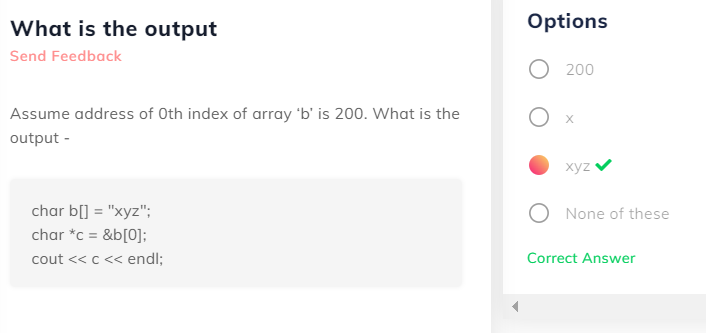 What is the output
Send Feedback
Assume address of 0th index of array ‘b’ is 200. What is the
output -
char b[] = "xyz";
char *c = &b[0];
cout << c << endl;
Options
200
x
xyz
None of these
Correct Answer